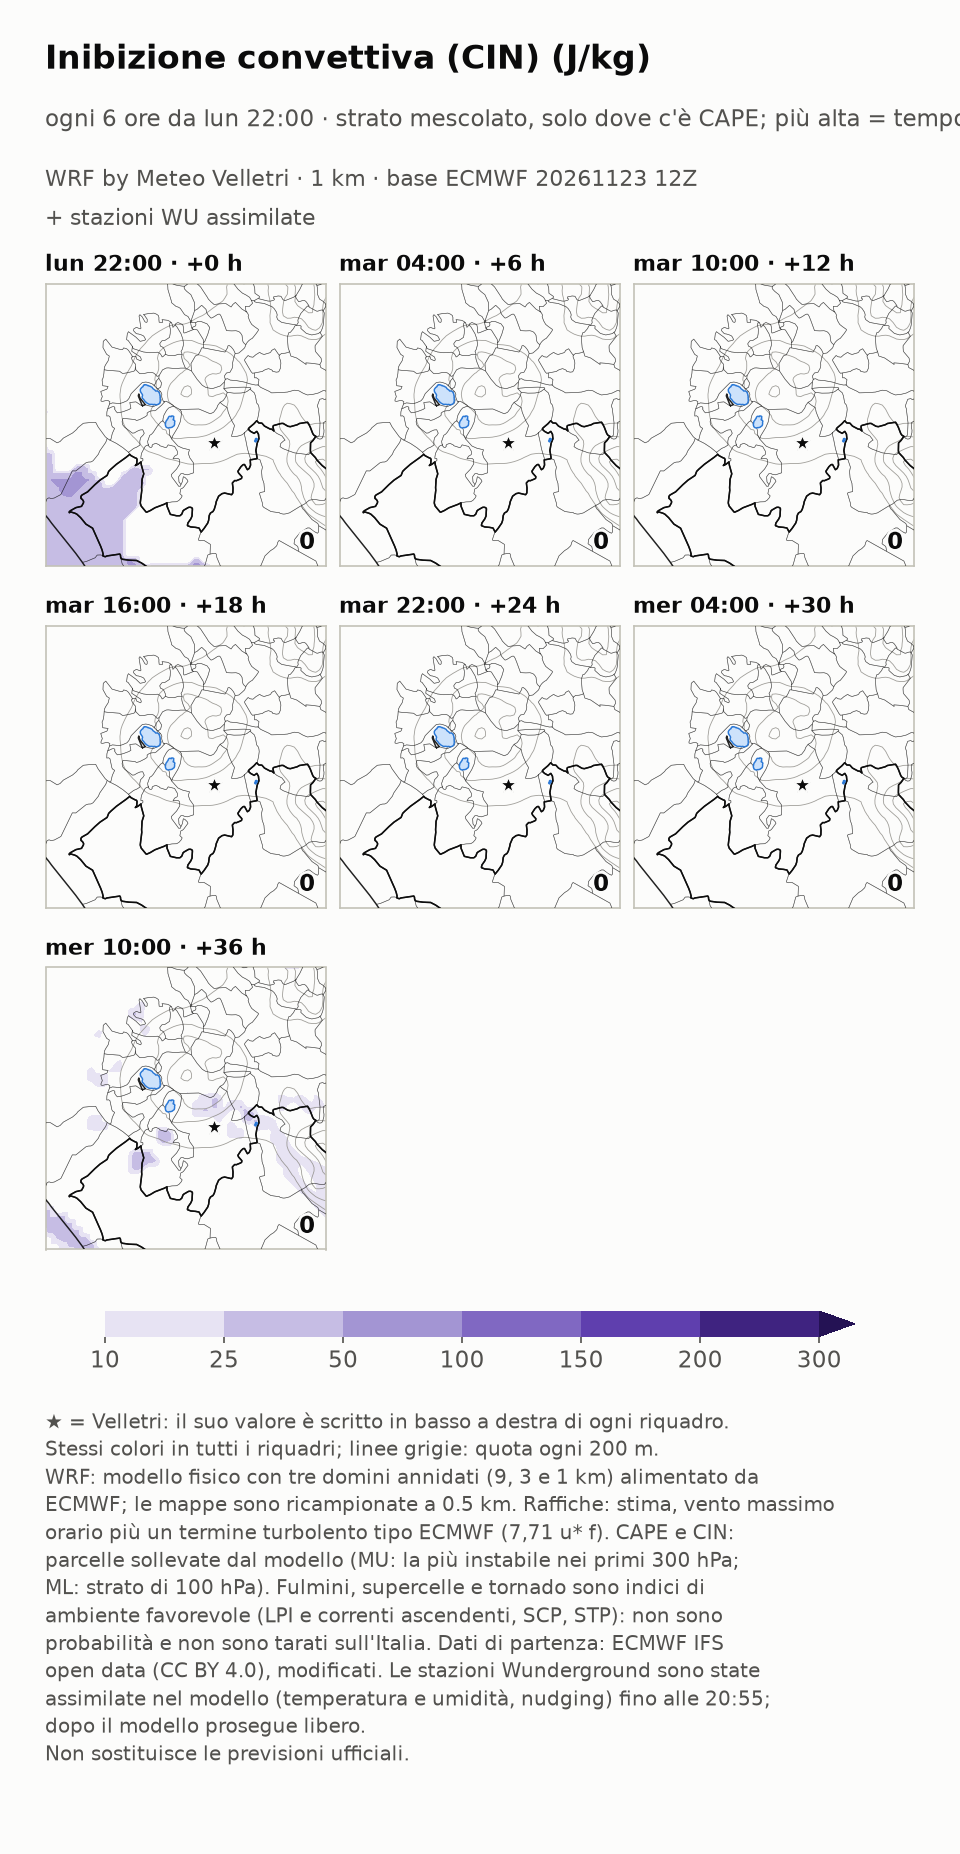 Inibizione convettiva (CIN) (J/kg)
ogni 6 ore da lun 22:00 · strato mescolato, solo dove c'è CAPE; più alta =
WRF by Meteo Velletri · 1 km · base ECMWF 20261123 12Z
+ stazioni WU assimilate
lun 22:00 · +0 h
mar 04:00 · +6 h
mar 10:00 · +12 h
0
0
0
mar 16:00 · +18 h
mar 22:00 · +24 h
mer 04:00 · +30 h
0
0
0
mer 10:00 · +36 h
0
10 25 50 100 150 200 300
★ = Velletri: il suo valore è scritto in basso a destra di ogni riquadro.
Stessi colori in tutti i riquadri; linee grigie: quota ogni 200 m.
WRF: modello fisico con tre domini annidati (9, 3 e 1 km) alimentato da
ECMWF; le mappe sono ricampionate a 0.5 km. Raffiche: stima, vento massimo
orario più un termine turbolento tipo ECMWF (7,71 u* f). CAPE e CIN:
parcelle sollevate dal modello (MU: la più instabile nei primi 300 hPa;
ML: strato di 100 hPa). Fulmini, supercelle e tornado sono indici di
ambiente favorevole (LPI e correnti ascendenti, SCP, STP): non sono
probabilità e non sono tarati sull'Italia. Dati di partenza: ECMWF IFS
open data (CC BY 4.0), modificati. Le stazioni Wunderground sono state
assimilate nel modello (temperatura e umidità, nudging) fino alle 20:55;
dopo il modello prosegue libero.
Non sostituisce le previsioni ufficiali.